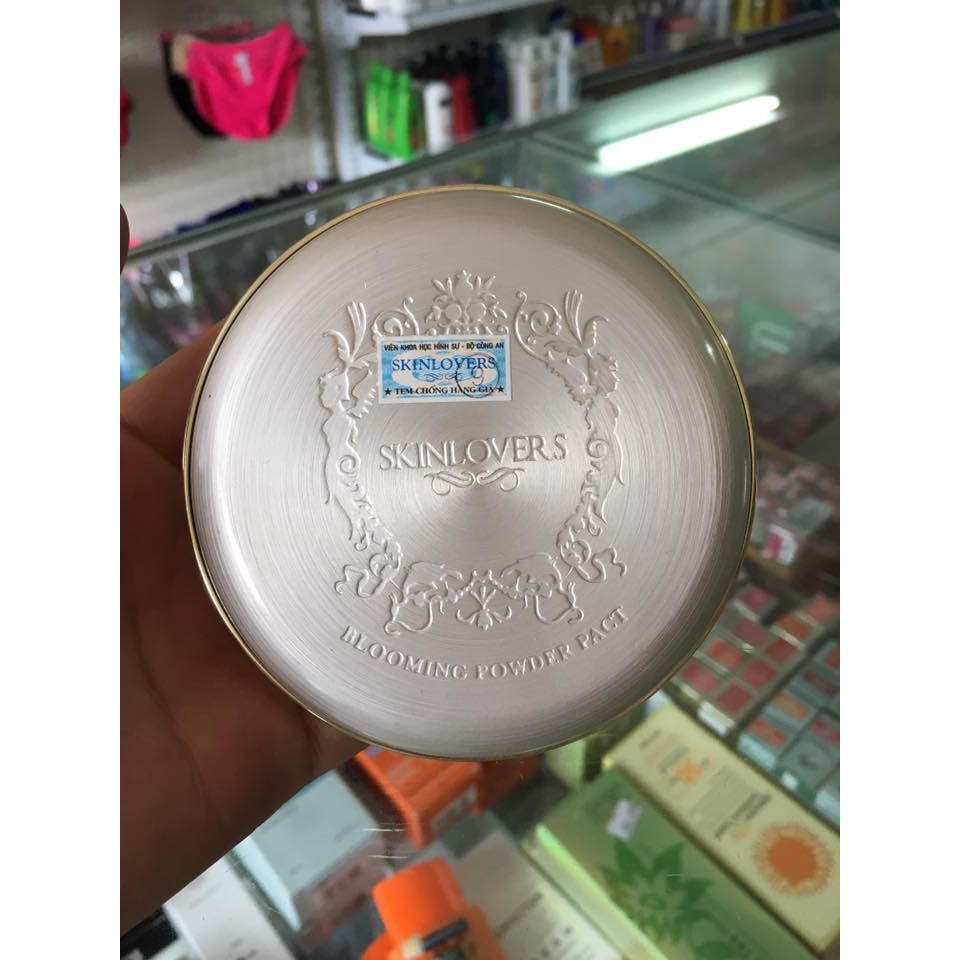 VIỆN KHOA HỌC HÌNH SỰ - BỘ CÔNG AN
SKINLOVERS
★ TEM CHỐNG HÀNG GIẢ ★
SKINLOVERS
BLOOMING POWDER PACT